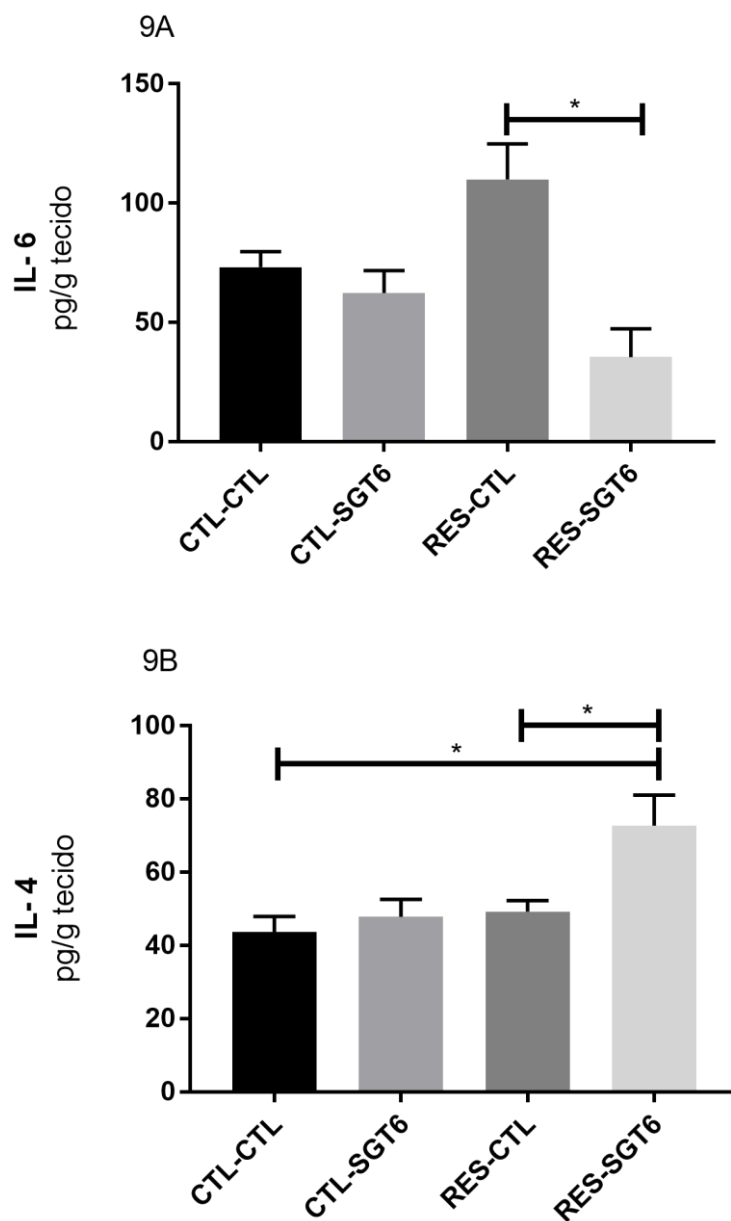 9A
IL- 6
pg/g tecido
150
100
50
0
*
CTL-CTL
CTL-SGT6
RES-CTL
RES-SGT6
9B
IL- 4
pg/g tecido
100
80
60
40
20
0
*
*
CTL-CTL
CTL-SGT6
RES-CTL
RES-SGT6